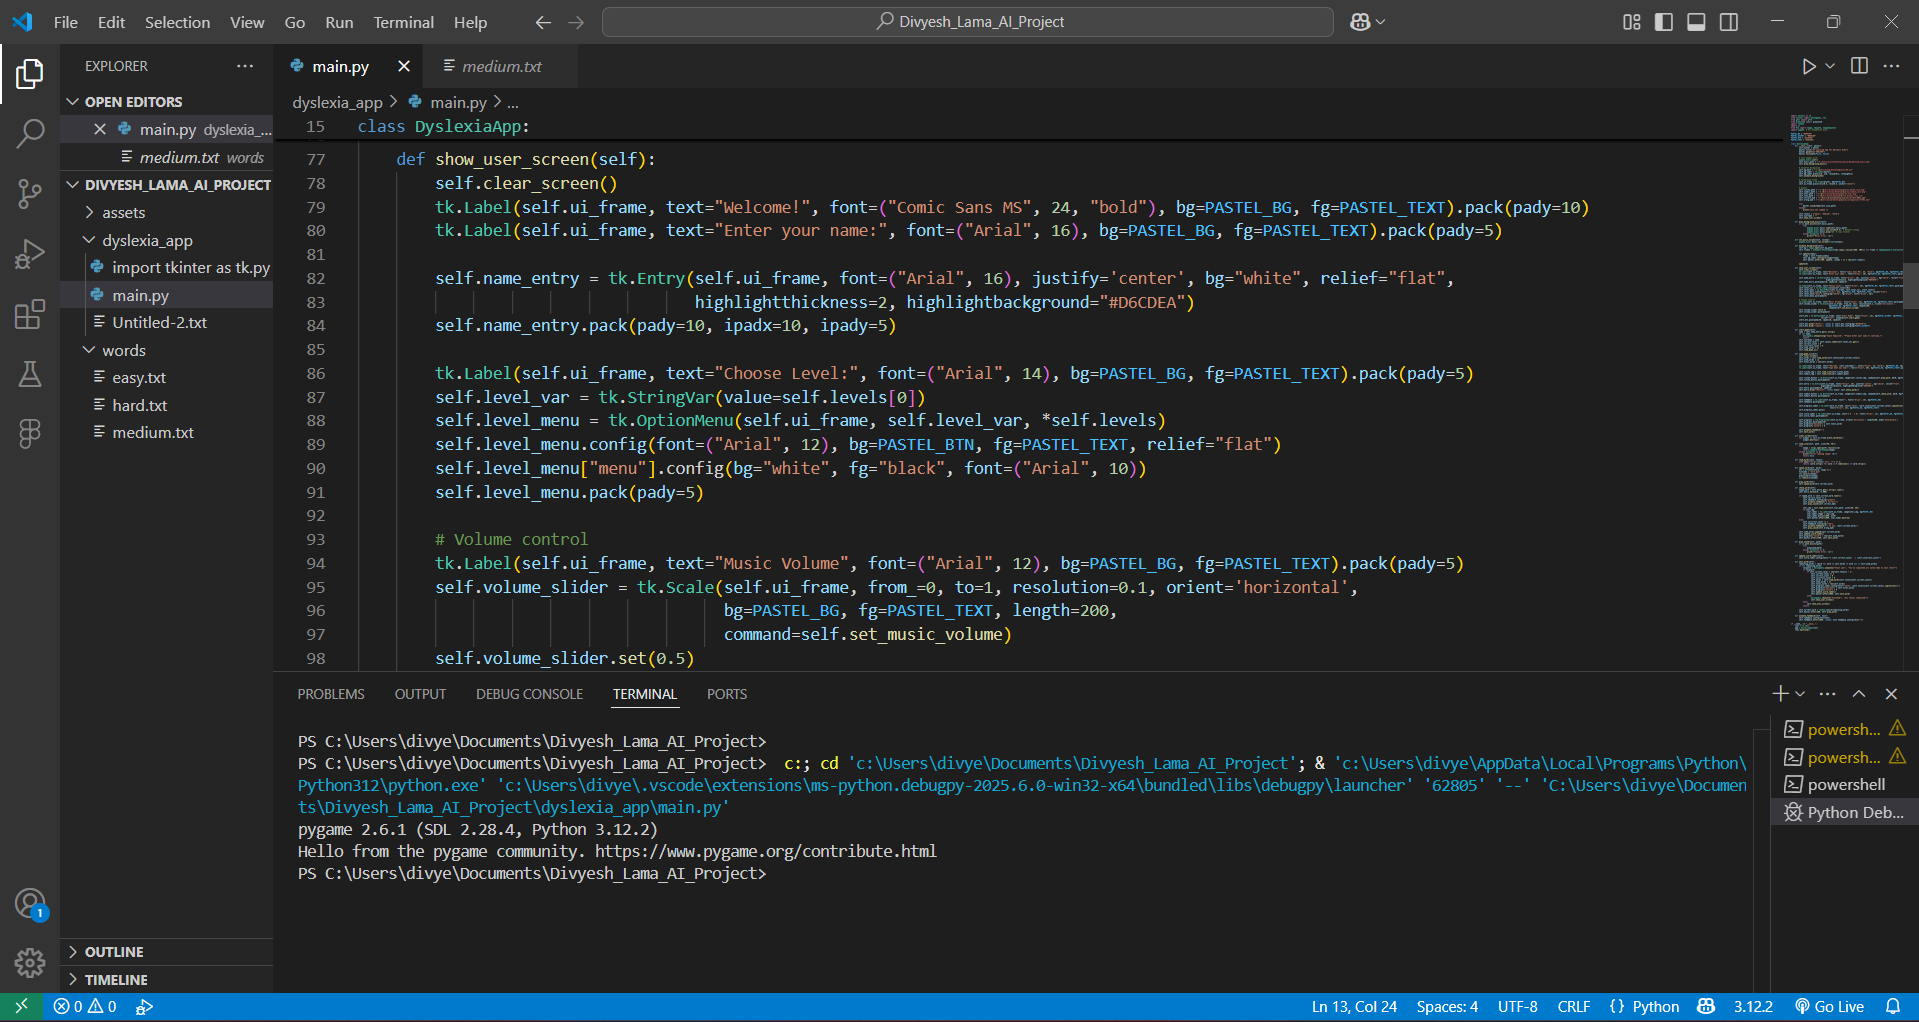 File Edit Selection View Go Run Terminal Help
Divyesh_Lama_AI_Project
EXPLORER
OPEN EDITORS
main.py dyslexia_...
medium.txt words
DIVYESH_LAMA_AI_PROJECT
assets
dyslexia_app
import tkinter as tk.py
main.py
Untitled-2.txt
words
easy.txt
hard.txt
medium.txt
OUTLINE
TIMELINE
1
main.py medium.txt
dyslexia_app > main.py > ...
15 class DyslexiaApp:
77 def show_user_screen(self):
78 self.clear_screen()
79 tk.Label(self.ui_frame, text="Welcome!", font=("Comic Sans MS", 24, "bold"), bg=PASTEL_BG, fg=PASTEL_TEXT).pack(pady=10)
80 tk.Label(self.ui_frame, text="Enter your name:", font=("Arial", 16), bg=PASTEL_BG, fg=PASTEL_TEXT).pack(pady=5)
81
82 self.name_entry = tk.Entry(self.ui_frame, font=("Arial", 16), justify='center', bg="white", relief="flat",
83 highlightthickness=2, highlightbackground="#D6CDEA")
84 self.name_entry.pack(pady=10, ipadx=10, ipady=5)
85
86 tk.Label(self.ui_frame, text="Choose Level:", font=("Arial", 14), bg=PASTEL_BG, fg=PASTEL_TEXT).pack(pady=5)
87 self.level_var = tk.StringVar(value=self.levels[0])
88 self.level_menu = tk.OptionMenu(self.ui_frame, self.level_var, *self.levels)
89 self.level_menu.config(font=("Arial", 12), bg=PASTEL_BTN, fg=PASTEL_TEXT, relief="flat")
90 self.level_menu["menu"].config(bg="white", fg="black", font=("Arial", 10))
91 self.level_menu.pack(pady=5)
92
93 # Volume control
94 tk.Label(self.ui_frame, text="Music Volume", font=("Arial", 12), bg=PASTEL_BG, fg=PASTEL_TEXT).pack(pady=5)
95 self.volume_slider = tk.Scale(self.ui_frame, from_=0, to=1, resolution=0.1, orient='horizontal',
96 bg=PASTEL_BG, fg=PASTEL_TEXT, length=200,
97 command=self.set_music_volume)
98 self.volume_slider.set(0.5)
PROBLEMS OUTPUT DEBUG CONSOLE TERMINAL PORTS
PS C:\Users\divye\Documents\Divyesh_Lama_AI_Project>
PS C:\Users\divye\Documents\Divyesh_Lama_AI_Project> c:; cd 'c:\Users\divye\Documents\Divyesh_Lama_AI_Project'; & 'c:\Users\divye\AppData\Local\Programs\Python\
Python312\python.exe' 'c:\Users\divye\.vscode\extensions\ms-python.debugpy-2025.6.0-win32-x64\bundled\libs\debugpy\launcher' '62805' '--' 'C:\Users\divye\Documen
ts\Divyesh_Lama_AI_Project\dyslexia_app\main.py'
pygame 2.6.1 (SDL 2.28.4, Python 3.12.2)
Hello from the pygame community. https://www.pygame.org/contribute.html
PS C:\Users\divye\Documents\Divyesh_Lama_AI_Project>
powersh...
powersh...
powershell
Python Deb...
0 0 Ln 13, Col 24 Spaces: 4 UTF-8 CRLF {} Python 3.12.2 Go Live